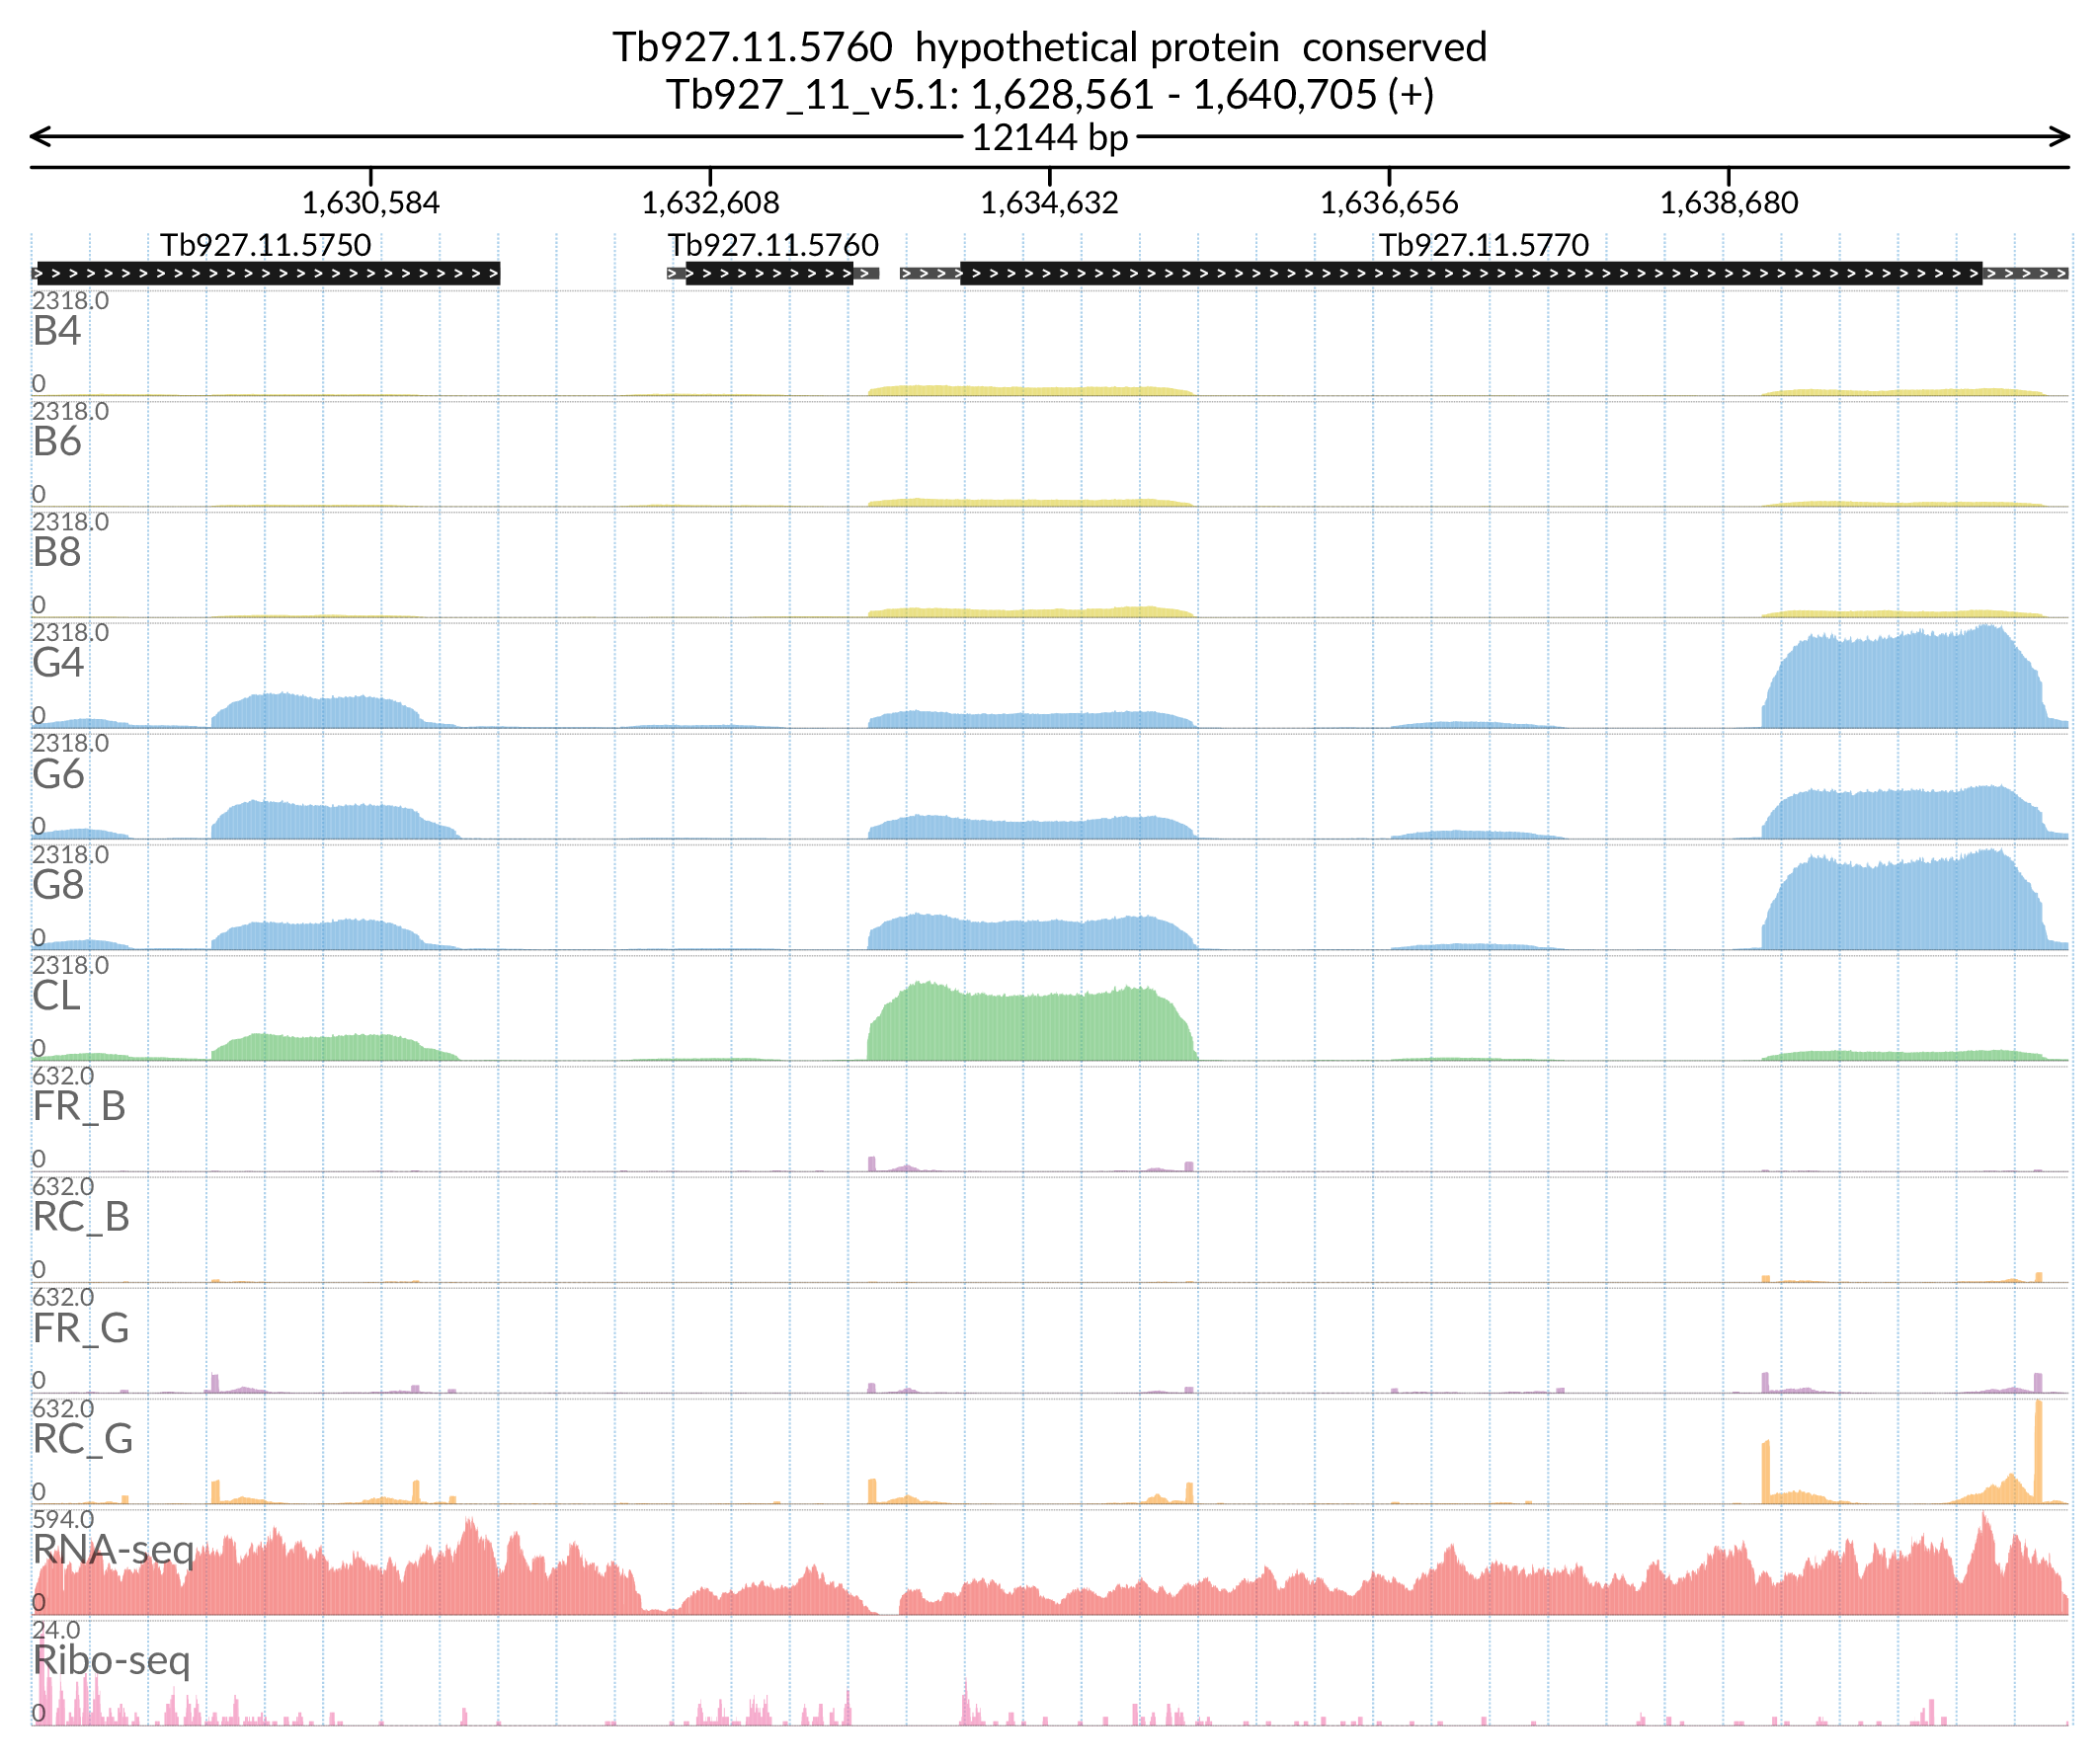 Tb927.11.5760 hypothetical protein conserved
Tb927_11_v5.1: 1,628,561 - 1,640,705 (+)
12144 bp
1,630,584 1,632,608 1,634,632 1,636,656 1,638,680
Tb927.11.5750 Tb927.11.5760 Tb927.11.5770
2318.0
B4
0
2318.0
B6
0
2318.0
B8
0
2318.0
G4
0
2318.0
G6
0
2318.0
G8
0
2318.0
CL
0
632.0
FR_B
0
632.0
RC_B
0
632.0
FR_G
0
632.0
RC_G
0
594.0
RNA-seq
0
24.0
Ribo-seq
0